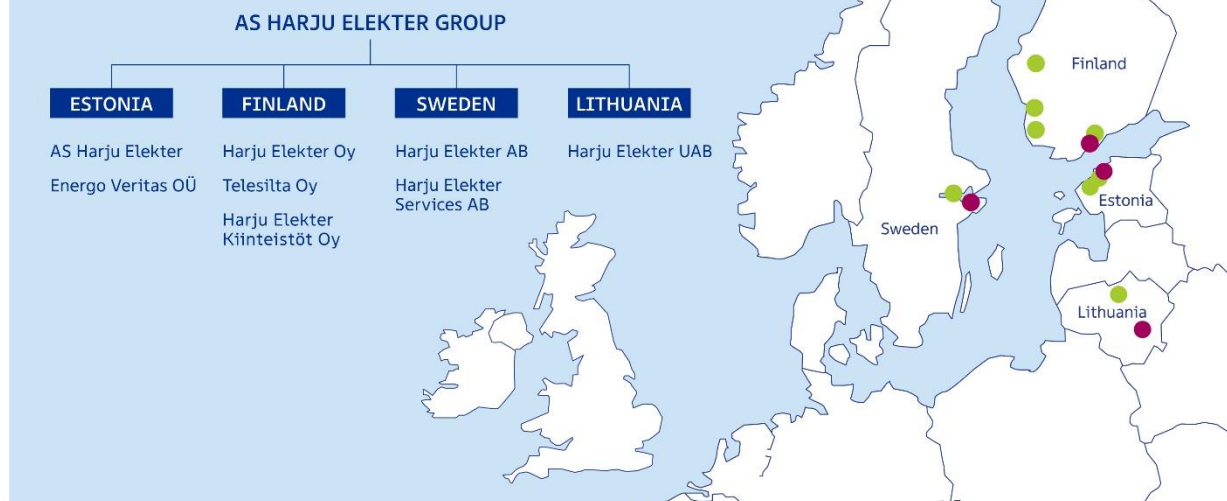 AS HARJU ELEKTER GROUP
ESTONIA
AS Harju Elekter
Energo Veritas OÜ
FINLAND
Harju Elekter Oy
Telesilta Oy
Harju Elekter
Kiinteistöt Oy
SWEDEN
Harju Elekter AB
Harju Elekter
Services AB
LITHUANIA
Harju Elekter UAB
Finland
Estonia
Sweden
Lithuania